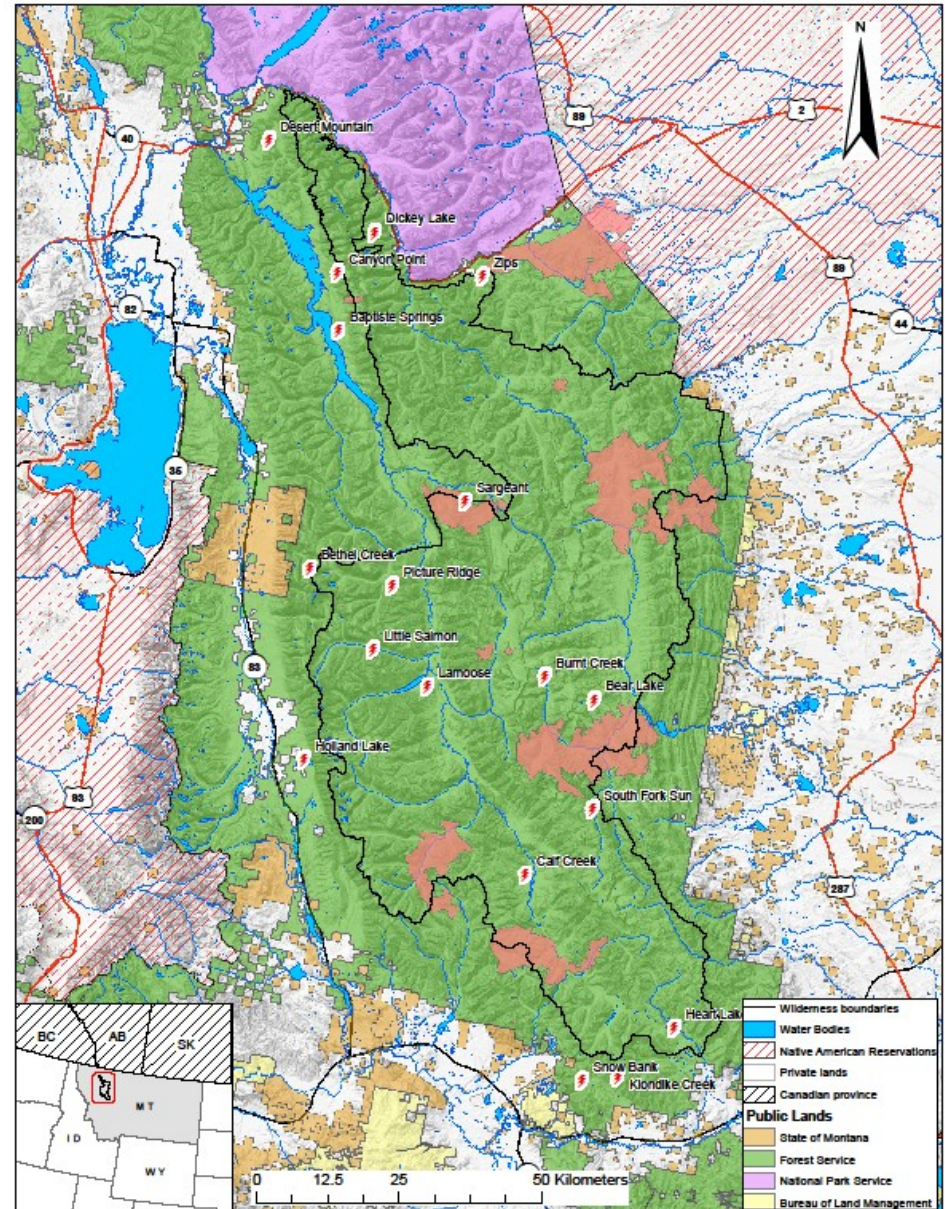 N
89
2
40
Desert Mountain
Dickey Lake
Canyon Point
Zips
89
82
44
Baptiste Springs
35
Sargeant
Bethel Creek
Picture Ridge
Little Salmon
83
Burnt Creek
Lamoose
Bear Lake
Holland Lake
93
200
South Fork Sun
Calf Creek
287
Heart Lake
Snow Bank
Klondike Creek
BC
AB
SK
MT
ID
WY
0 12.5 25 50 Kilometers
Wilderness boundaries
Water Bodies
Native American Reservations
Private lands
Canadian province
Public Lands
State of Montana
Forest Service
National Park Service
Bureau of Land Management